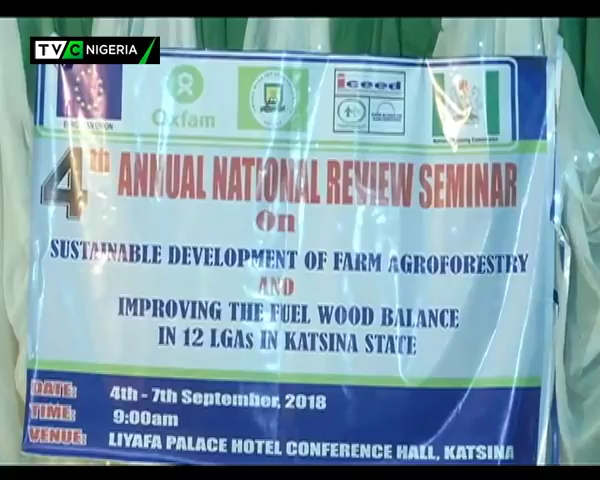 TVC NIGERIA
EUROPEAN UNION
Oxfam
iceed
4th ANNUAL NATIONAL REVIEW SEMINAR
On
SUSTAINABLE DEVELOPMENT OF FARM AGROFORESTRY
AND
IMPROVING THE FUEL WOOD BALANCE
IN 12 LGAs IN KATSINA STATE
DATE: 4th - 7th September, 2018
TIME: 9:00am
VENUE: LIYAFA PALACE HOTEL CONFERENCE HALL, KATSINA